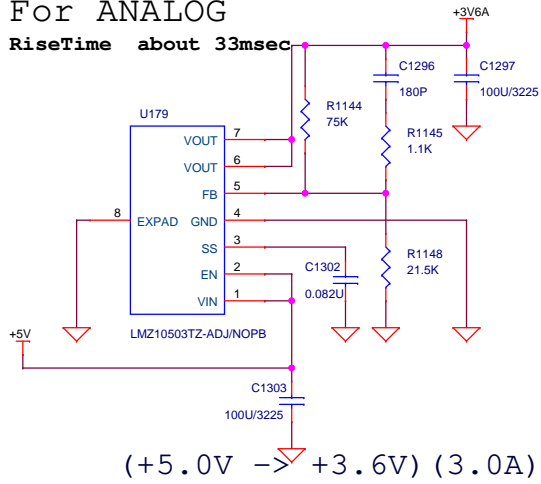 For ANALOG
RiseTime about 33msec
+3V6A
C1296
180P
C1297
100U/3225
U179
R1144
75K
R1145
1.1K
VOUT 7
VOUT 6
FB 5
8 EXPAD GND 4
SS 3
EN 2
VIN 1
C1302
0.082U
R1148
21.5K
LMZ10503TZ-ADJ/NOPB
+5V
C1303
100U/3225
(+5.0V -> +3.6V)(3.0A)